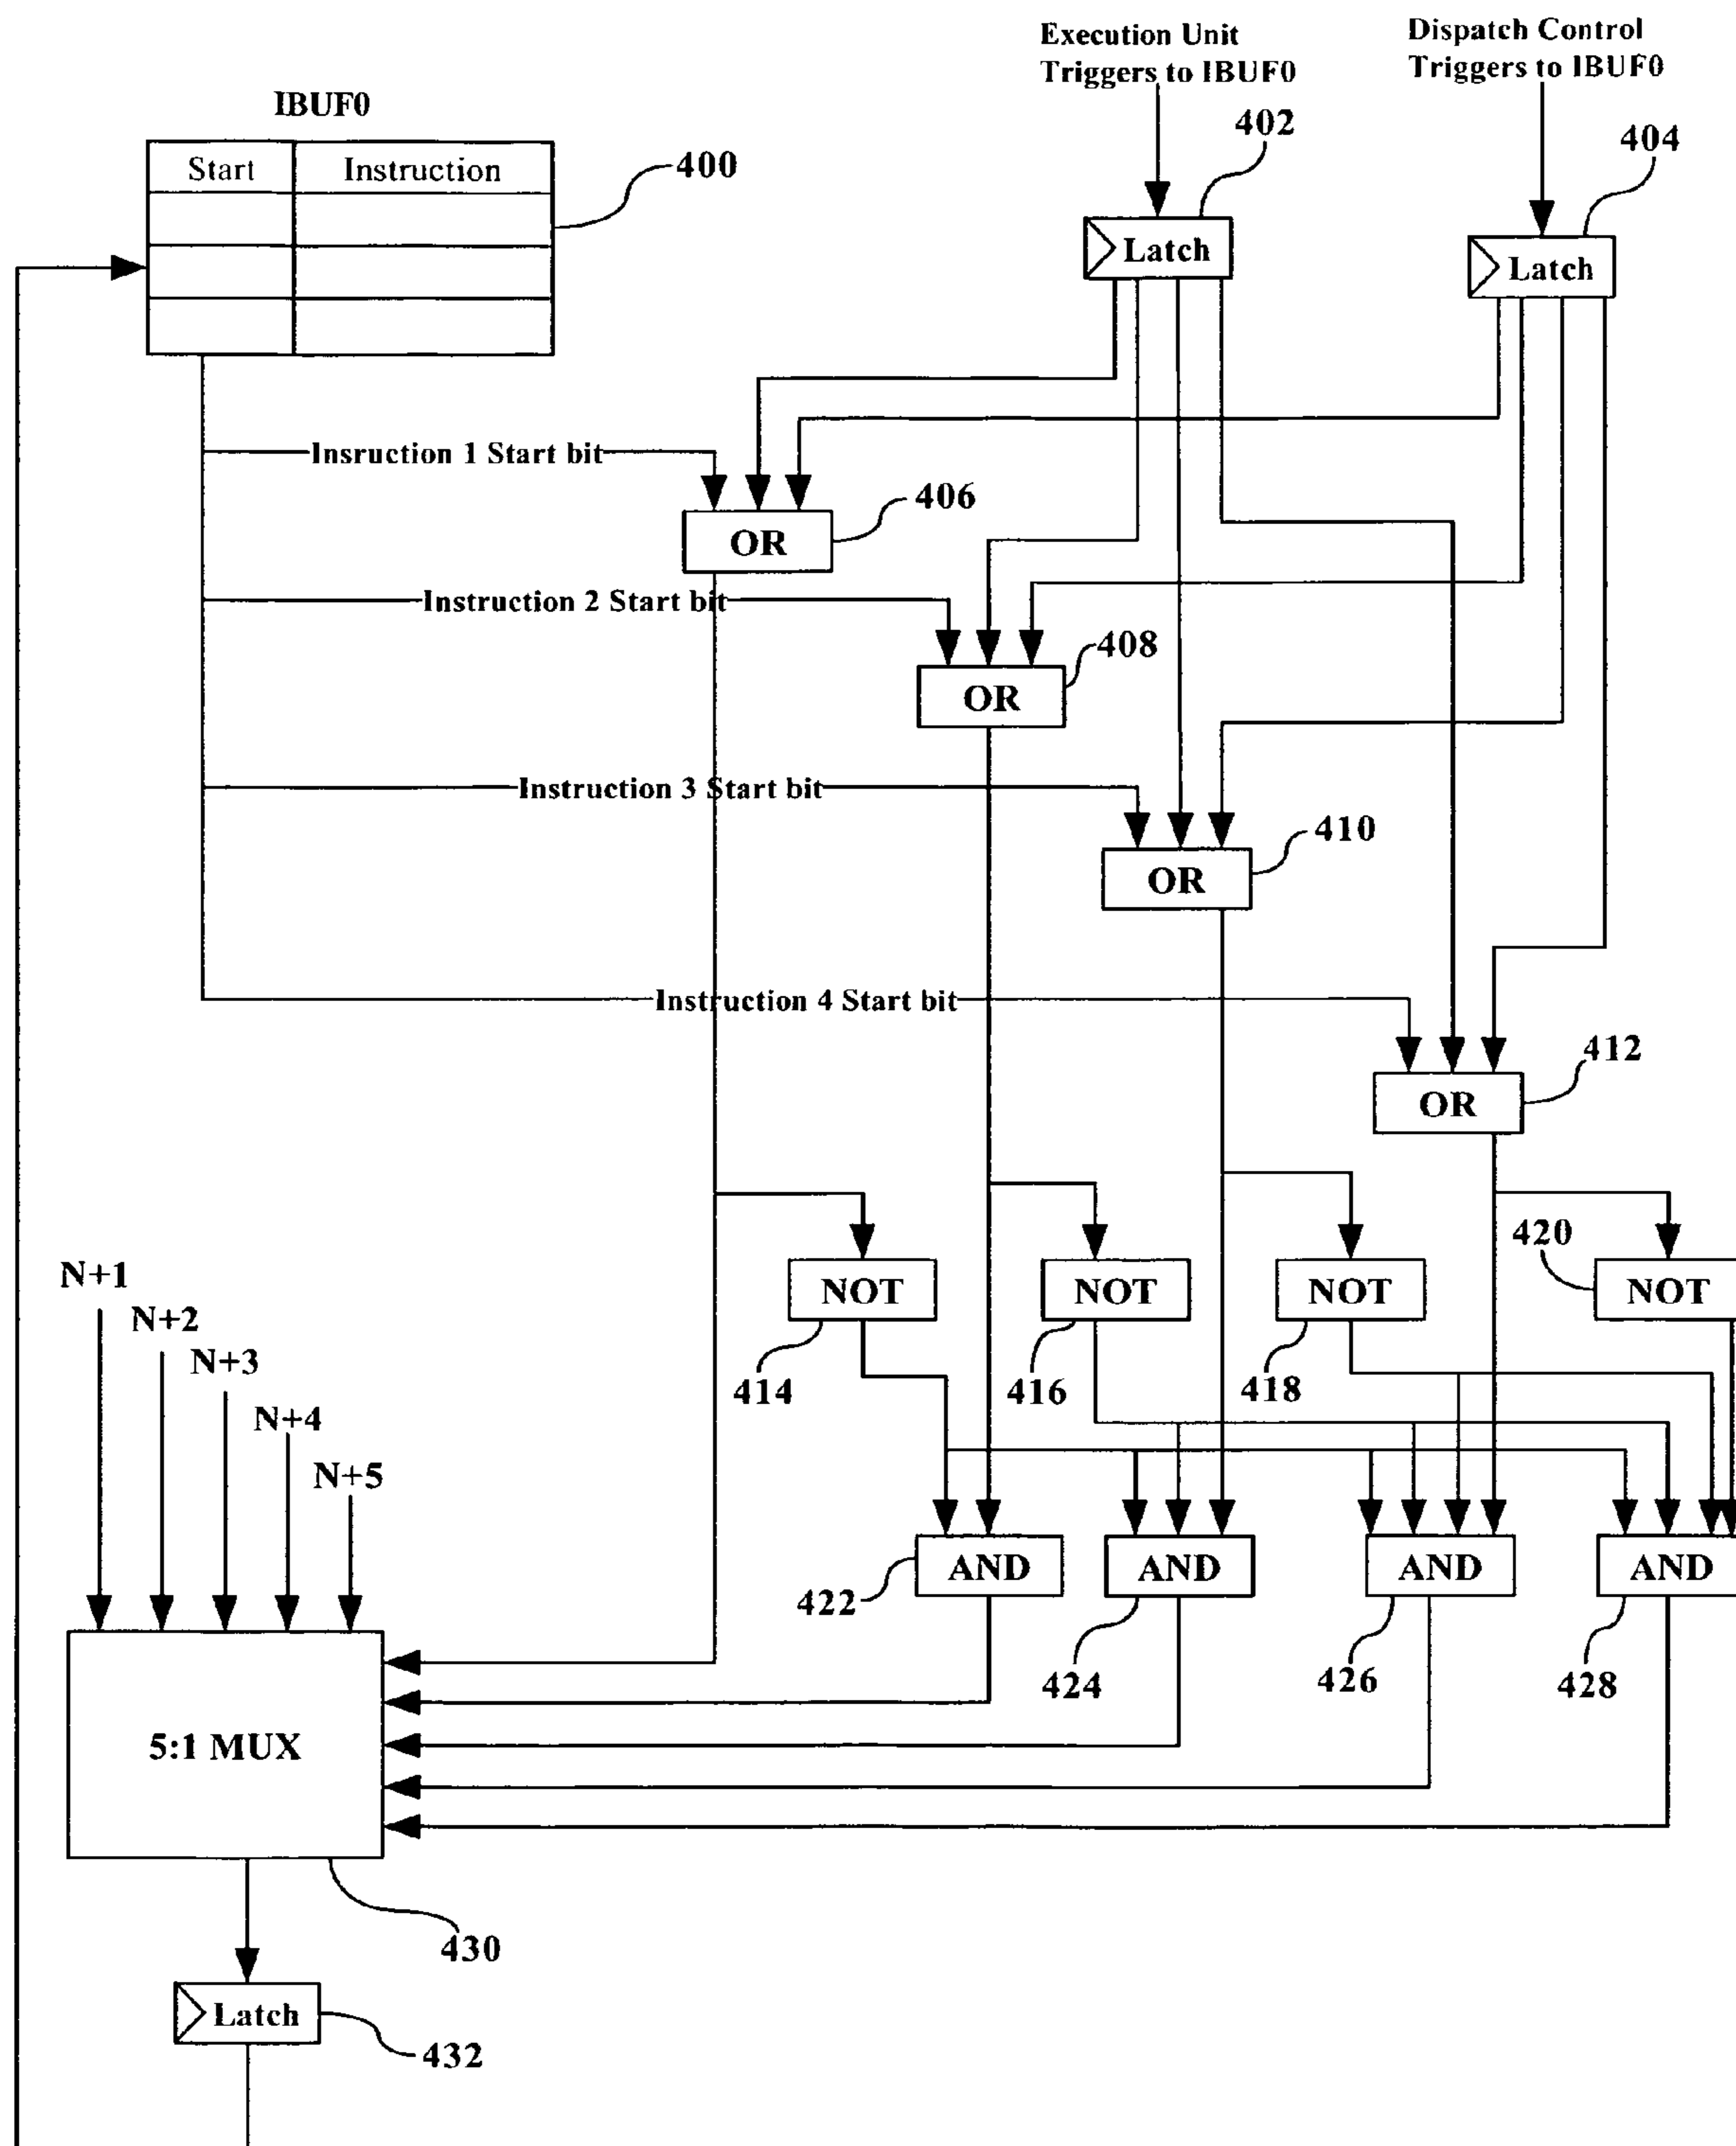 Execution Unit
Triggers to IBUF0
Dispatch Control
Triggers to IBUF0
IBUF0
402
404
Start Instruction
400
Latch
Latch
Insruction 1 Start bit
406
OR
Instruction 2 Start bit
408
OR
Instruction 3 Start bit
410
OR
Instruction 4 Start bit
412
OR
420
N+1
NOT
NOT
NOT
NOT
N+2
N+3
414
416
418
N+4
N+5
AND
AND
AND
AND
422
424
426
428
5:1 MUX
430
Latch
432